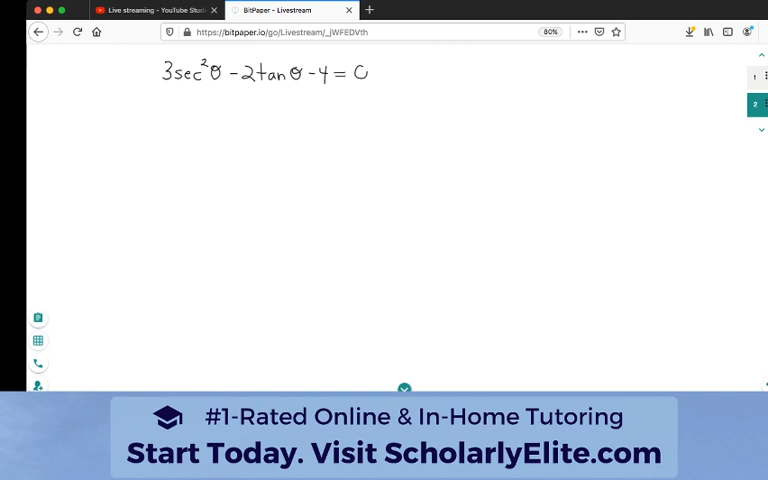 Live streaming - YouTube Studi
BitPaper - Livestream
https://bitpaper.io/go/Livestream/_jWFEDVth
80%
3sec²θ - 2tanθ - 4 = 0
1
2
#1-Rated Online & In-Home Tutoring
Start Today. Visit ScholarlyElite.com